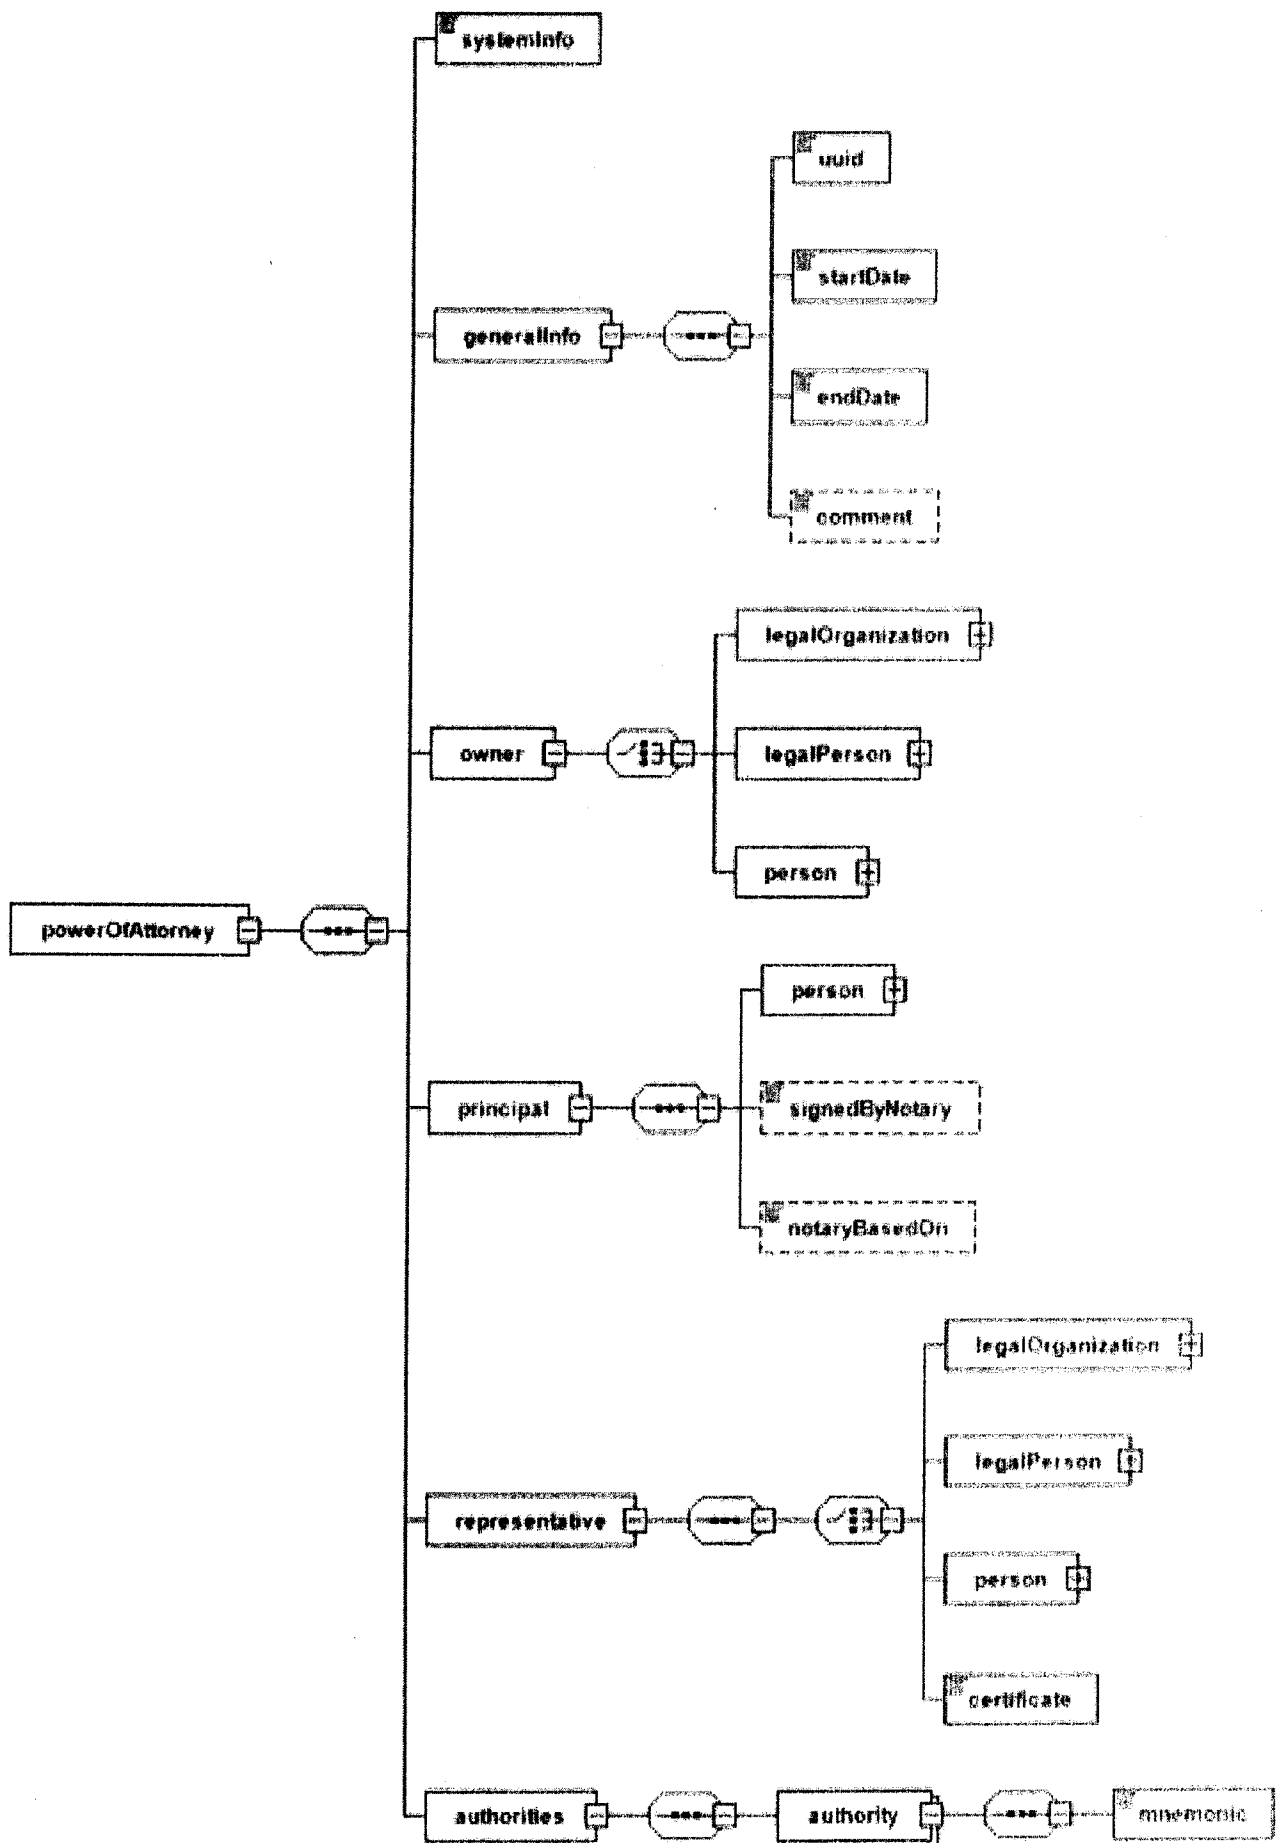 systemInfo
uuid
startDate
generalInfo
endDate
comment
legalOrganization
owner
legalPerson
person
powerOfAttorney
person
principal
signedByNotary
notaryBasedOn
legalOrganization
legalPerson
representative
person
certificate
authorities
authority
mnemonic